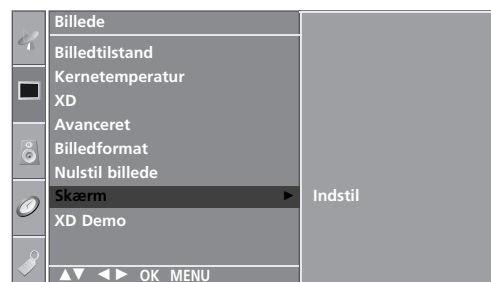 Billede
Billedtilstand
Kernetemperatur
XD
Avanceret
Billedformat
Nulstil billede
Skærm ► Indstil
XD Demo
▲▼ ◄► OK MENU